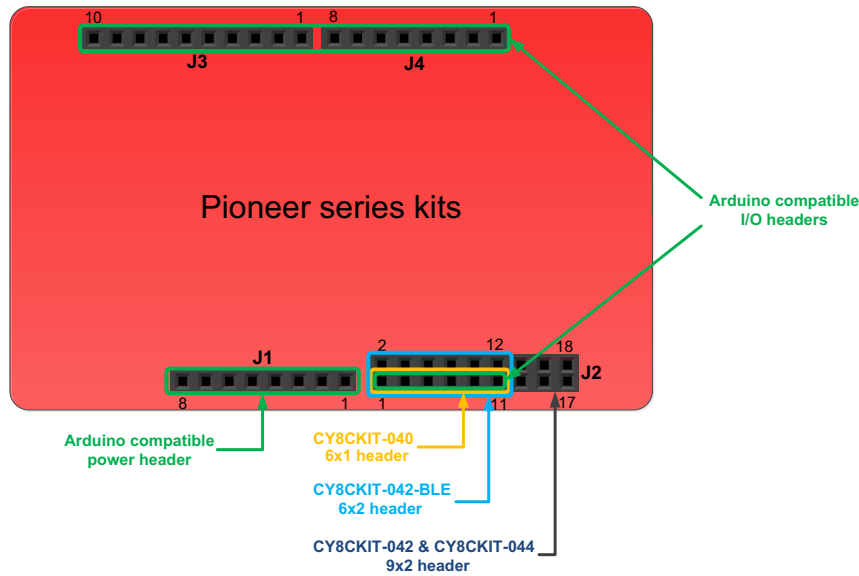 10 1 8 1
J3 J4
Pioneer series kits
Arduino compatible
I/O headers
J1
2 12 18
J2
8 1 1 11 17
Arduino compatible
power header
CY8CKIT-040
6x1 header
CY8CKIT-042-BLE
6x2 header
CY8CKIT-042 & CY8CKIT-044
9x2 header